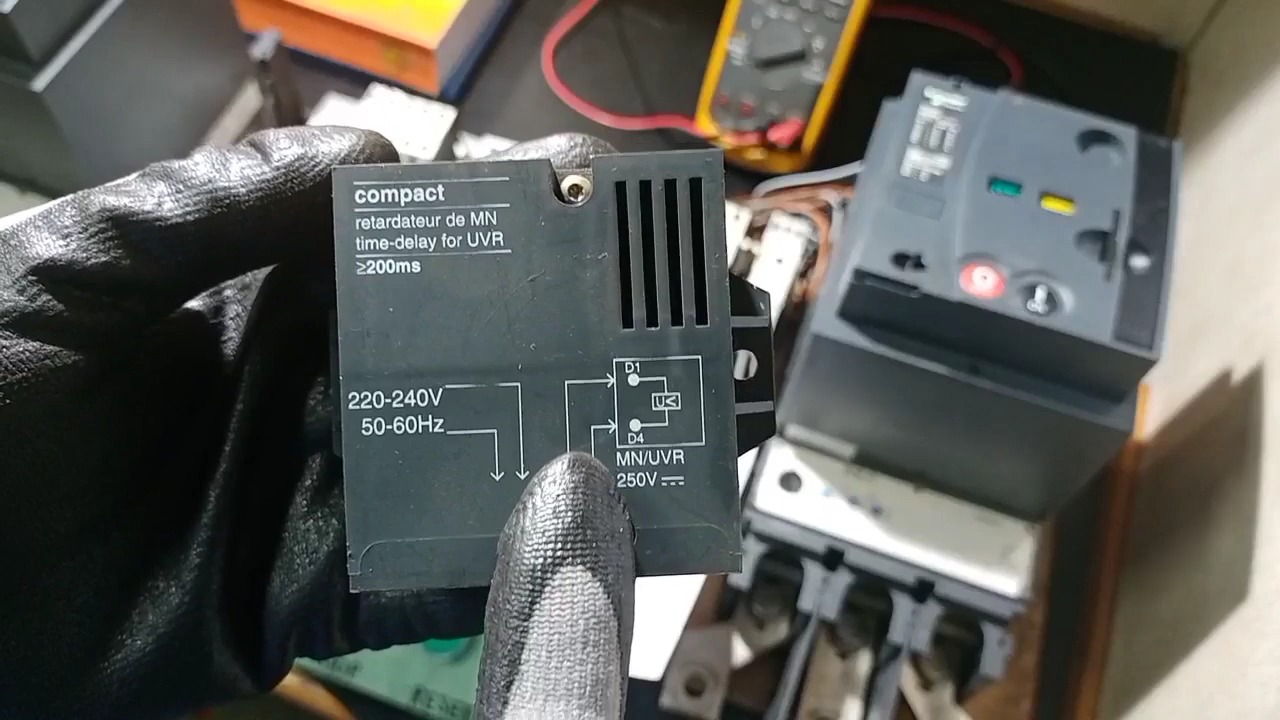 compact
retardateur de MN
time-delay for UVR
≥200ms
220-240V
50-60Hz
D1
U<
D4
MN/UVR
250V ⎓